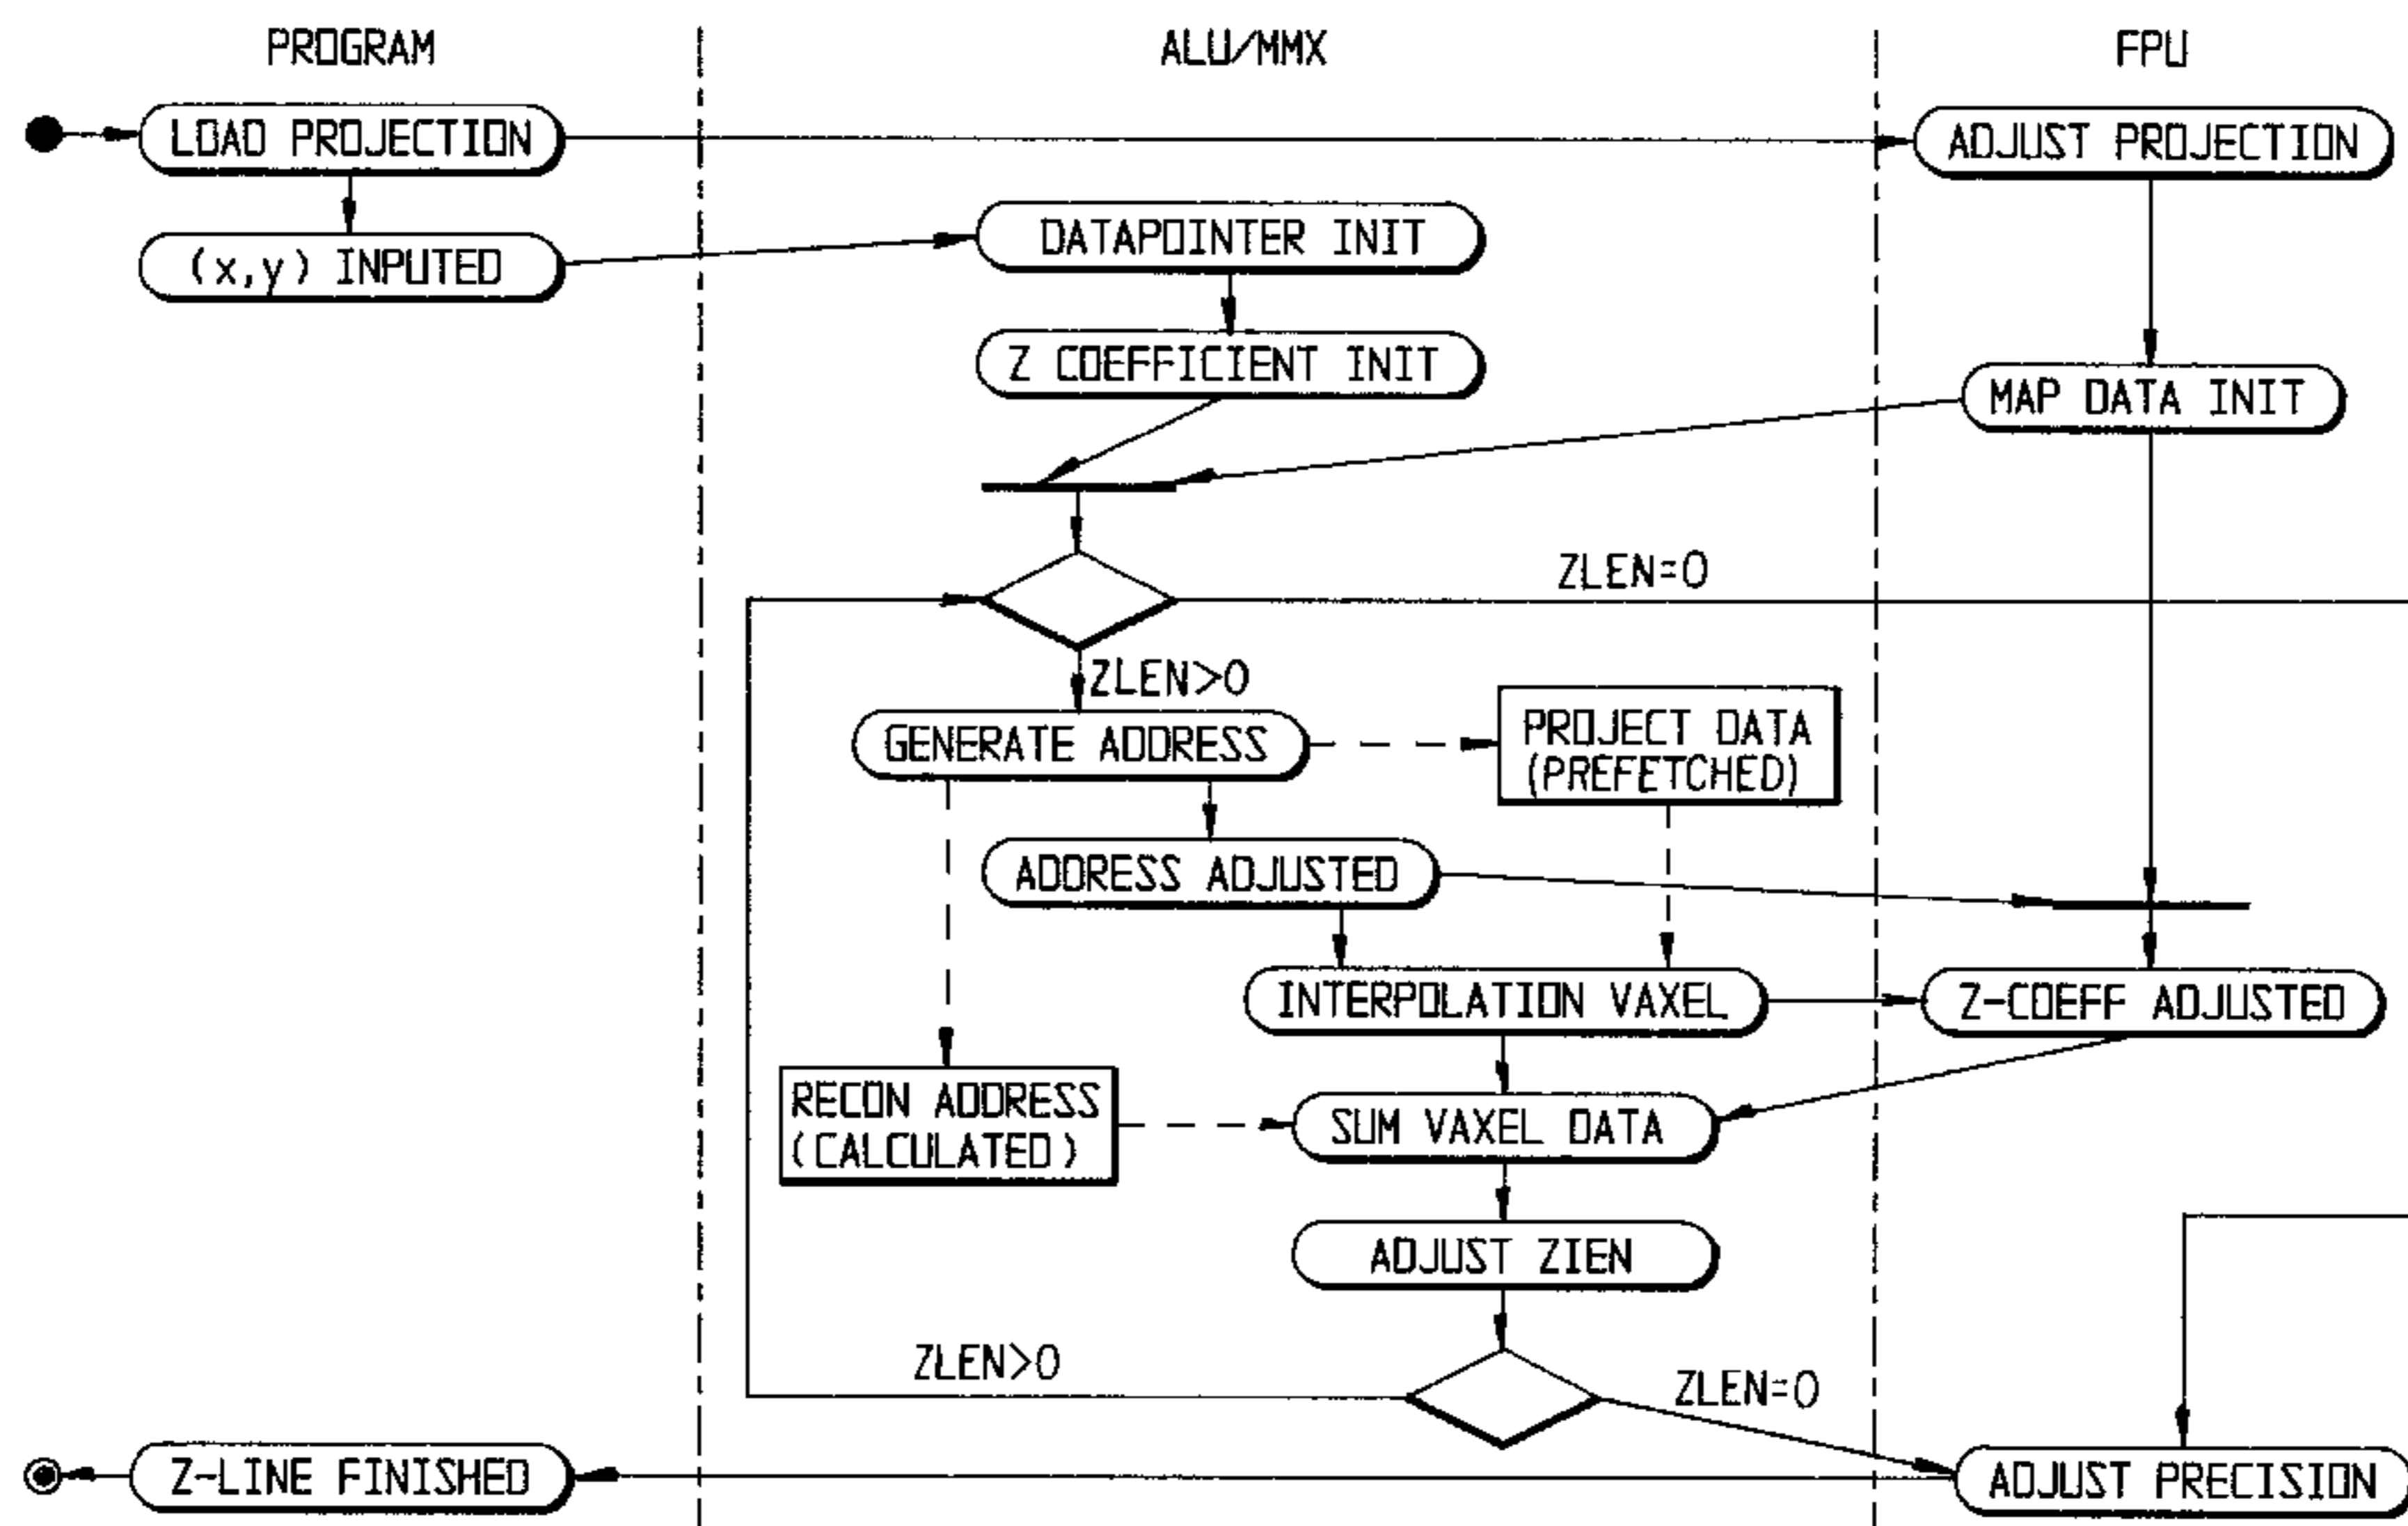 PROGRAM
ALU/MMX
FPU
LOAD PROJECTION
ADJUST PROJECTION
(x,y) INPUTED
DATAPOINTER INIT
Z COEFFICIENT INIT
MAP DATA INIT
ZLEN=0
ZLEN>0
GENERATE ADDRESS
PROJECT DATA
(PREFETCHED)
ADDRESS ADJUSTED
INTERPOLATION VAXEL
Z-COEFF ADJUSTED
RECON ADDRESS
(CALCULATED)
SUM VAXEL DATA
ADJUST ZIEN
ZLEN>0
ZLEN=0
Z-LINE FINISHED
ADJUST PRECISION